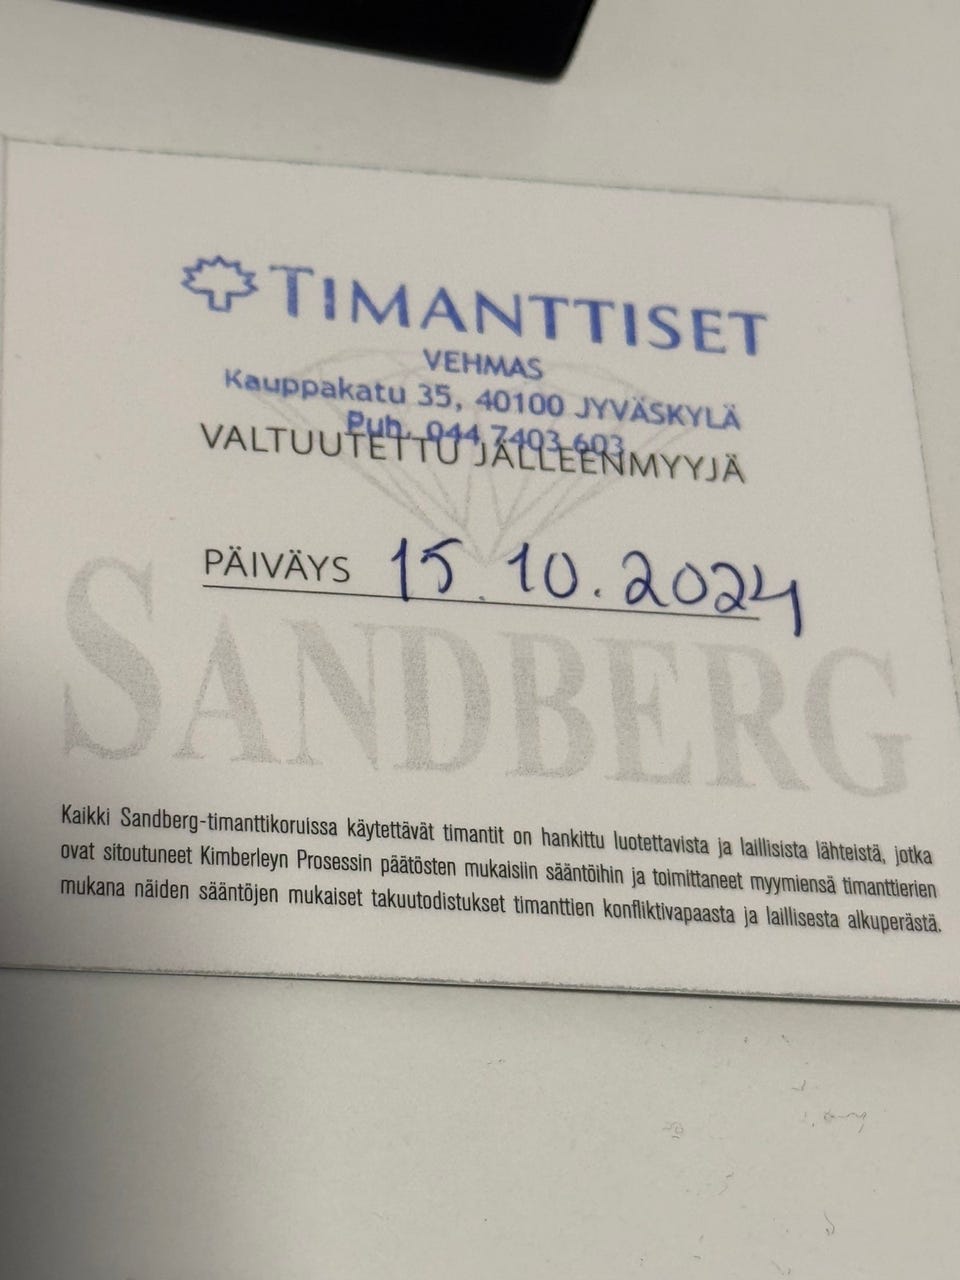 TIMANTTISET
VEHMAS
Kauppakatu 35, 40100 JYVÄSKYLÄ
Puh. 044 7403 603
VALTUUTETTU JÄLLEENMYYJÄ
PÄIVÄYS 15.10.2024
SANDBERG
Kaikki Sandberg-timanttikoruissa käytettävät timantit on hankittu luotettavista ja laillisista lähteistä, jotka
ovat sitoutuneet Kimberleyn Prosessin päätösten mukaisiin sääntöihin ja toimittaneet myymiensä timanttierien
mukana näiden sääntöjen mukaiset takuutodistukset timanttien konfliktivapaasta ja laillisesta alkuperästä.